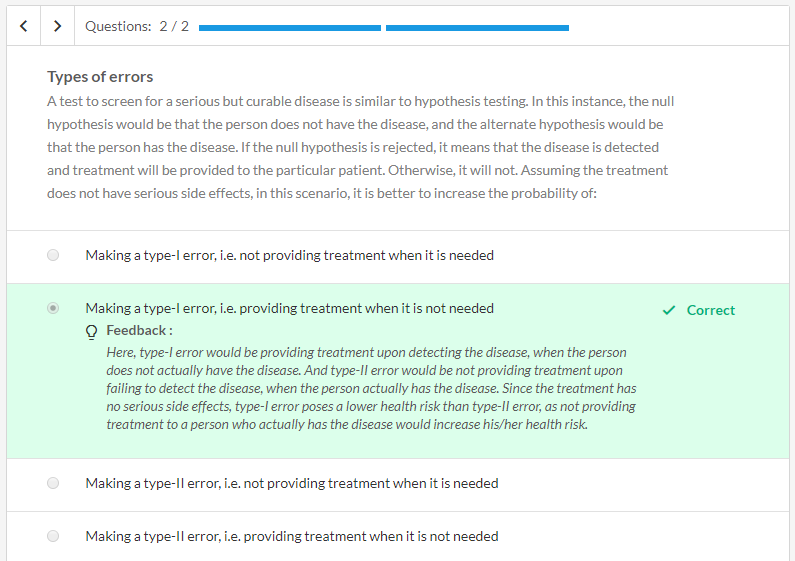 Questions: 2 / 2
Types of errors
A test to screen for a serious but curable disease is similar to hypothesis testing. In this instance, the null
hypothesis would be that the person does not have the disease, and the alternate hypothesis would be
that the person has the disease. If the null hypothesis is rejected, it means that the disease is detected
and treatment will be provided to the particular patient. Otherwise, it will not. Assuming the treatment
does not have serious side effects, in this scenario, it is better to increase the probability of:
Making a type-I error, i.e. not providing treatment when it is needed
Making a type-I error, i.e. providing treatment when it is not needed
Correct
Feedback :
Here, type-I error would be providing treatment upon detecting the disease, when the person
does not actually have the disease. And type-II error would be not providing treatment upon
failing to detect the disease, when the person actually has the disease. Since the treatment has
no serious side effects, type-I error poses a lower health risk than type-II error, as not providing
treatment to a person who actually has the disease would increase his/her health risk.
Making a type-II error, i.e. not providing treatment when it is needed
Making a type-II error, i.e. providing treatment when it is not needed